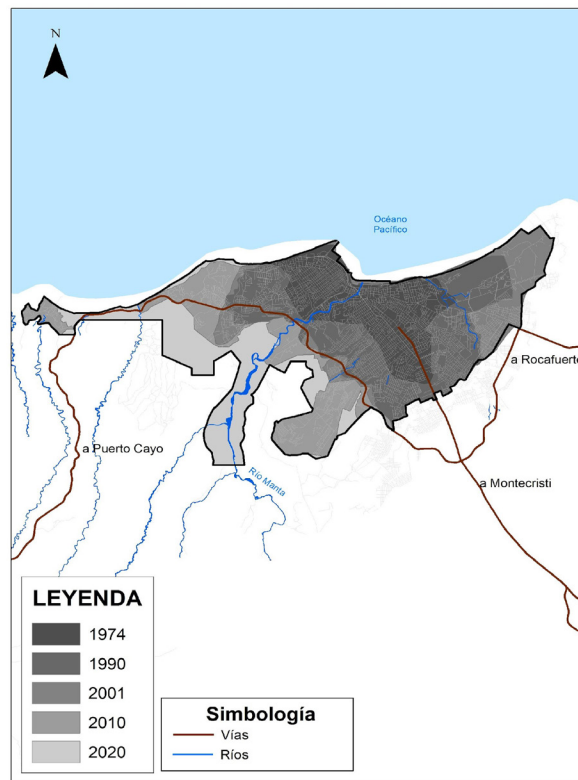 N
Océano
Pacífico
a Rocafuerte
a Puerto Cayo
Río Manta
a Montecristi
LEYENDA
1974
1990
2001
2010
2020
Simbología
Vías
Ríos